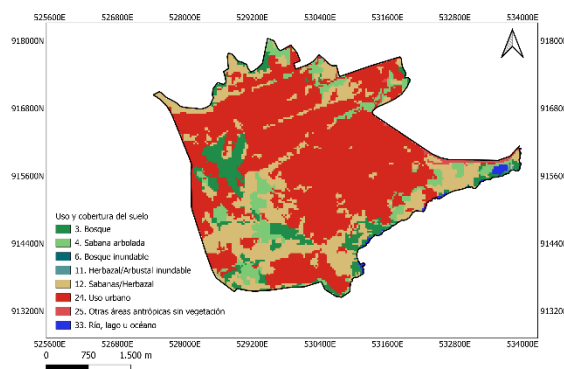 525600E 526800E 528000E 529200E 530400E 531600E 532800E 534000E
918000N 918000N
916800N 916800N
915600N 915600N
914400N 914400N
913200N 913200N
Uso y cobertura del suelo
3. Bosque
4. Sabana arbolada
6. Bosque inundable
11. Herbazal/Arbustal inundable
12. Sabanas/Herbazal
24. Uso urbano
25. Otras áreas antrópicas sin vegetación
33. Río, lago u océano
525600E 526800E 528000E 529200E 530400E 531600E 532800E 534000E
0 750 1.500 m